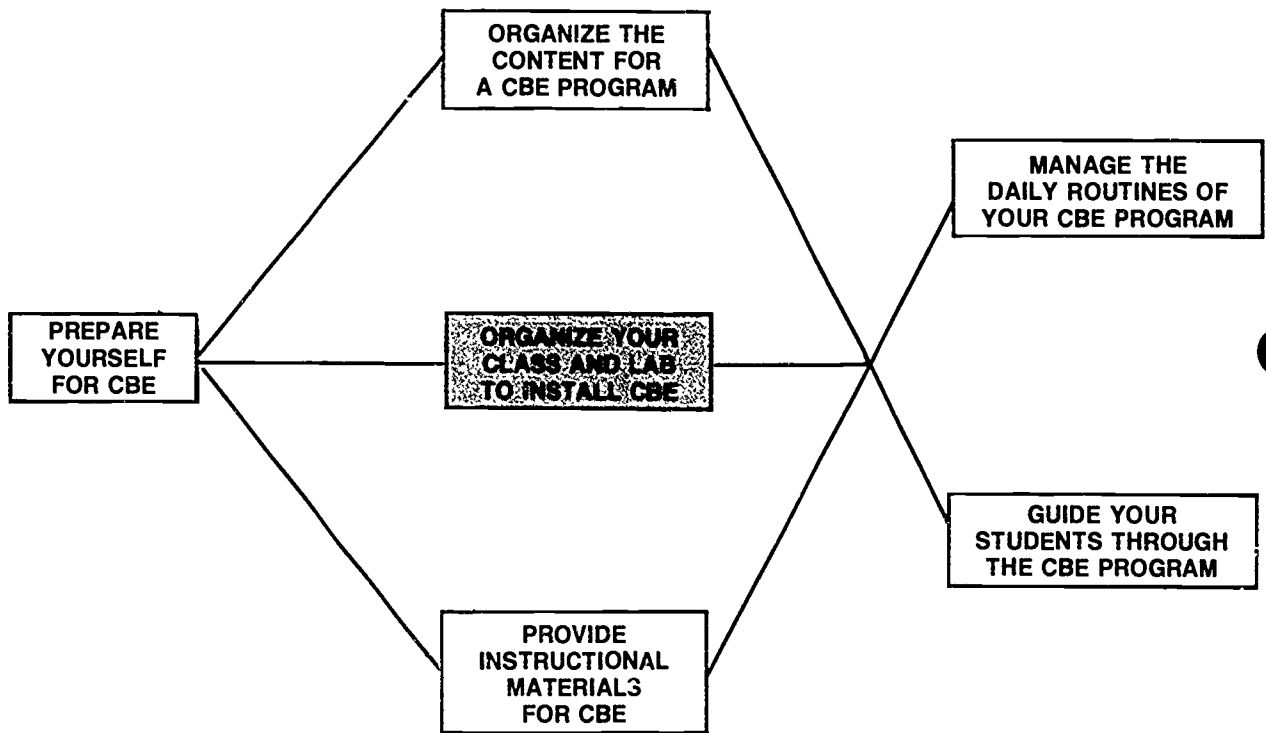 ORGANIZE THE
CONTENT FOR
A CBE PROGRAM
MANAGE THE
DAILY ROUTINES OF
YOUR CBE PROGRAM
PREPARE
YOURSELF
FOR CBE
ORGANIZE YOUR
CLASS AND LAB
TO INSTALL CBE
GUIDE YOUR
STUDENTS THROUGH
THE CBE PROGRAM
PROVIDE
INSTRUCTIONAL
MATERIAL3
FOR CBE